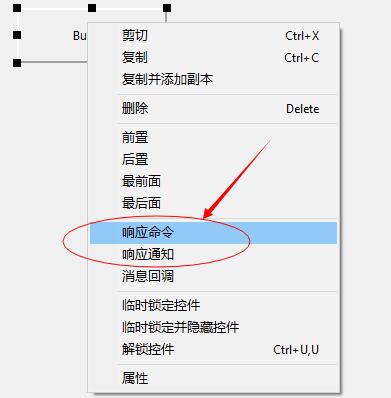 Bu
剪切 Ctrl+X
复制 Ctrl+C
复制并添加副本
删除 Delete
前置
后置
最前面
最后面
响应命令
响应通知
消息回调
临时锁定控件
临时锁定并隐藏控件
解锁控件 Ctrl+U,U
属性